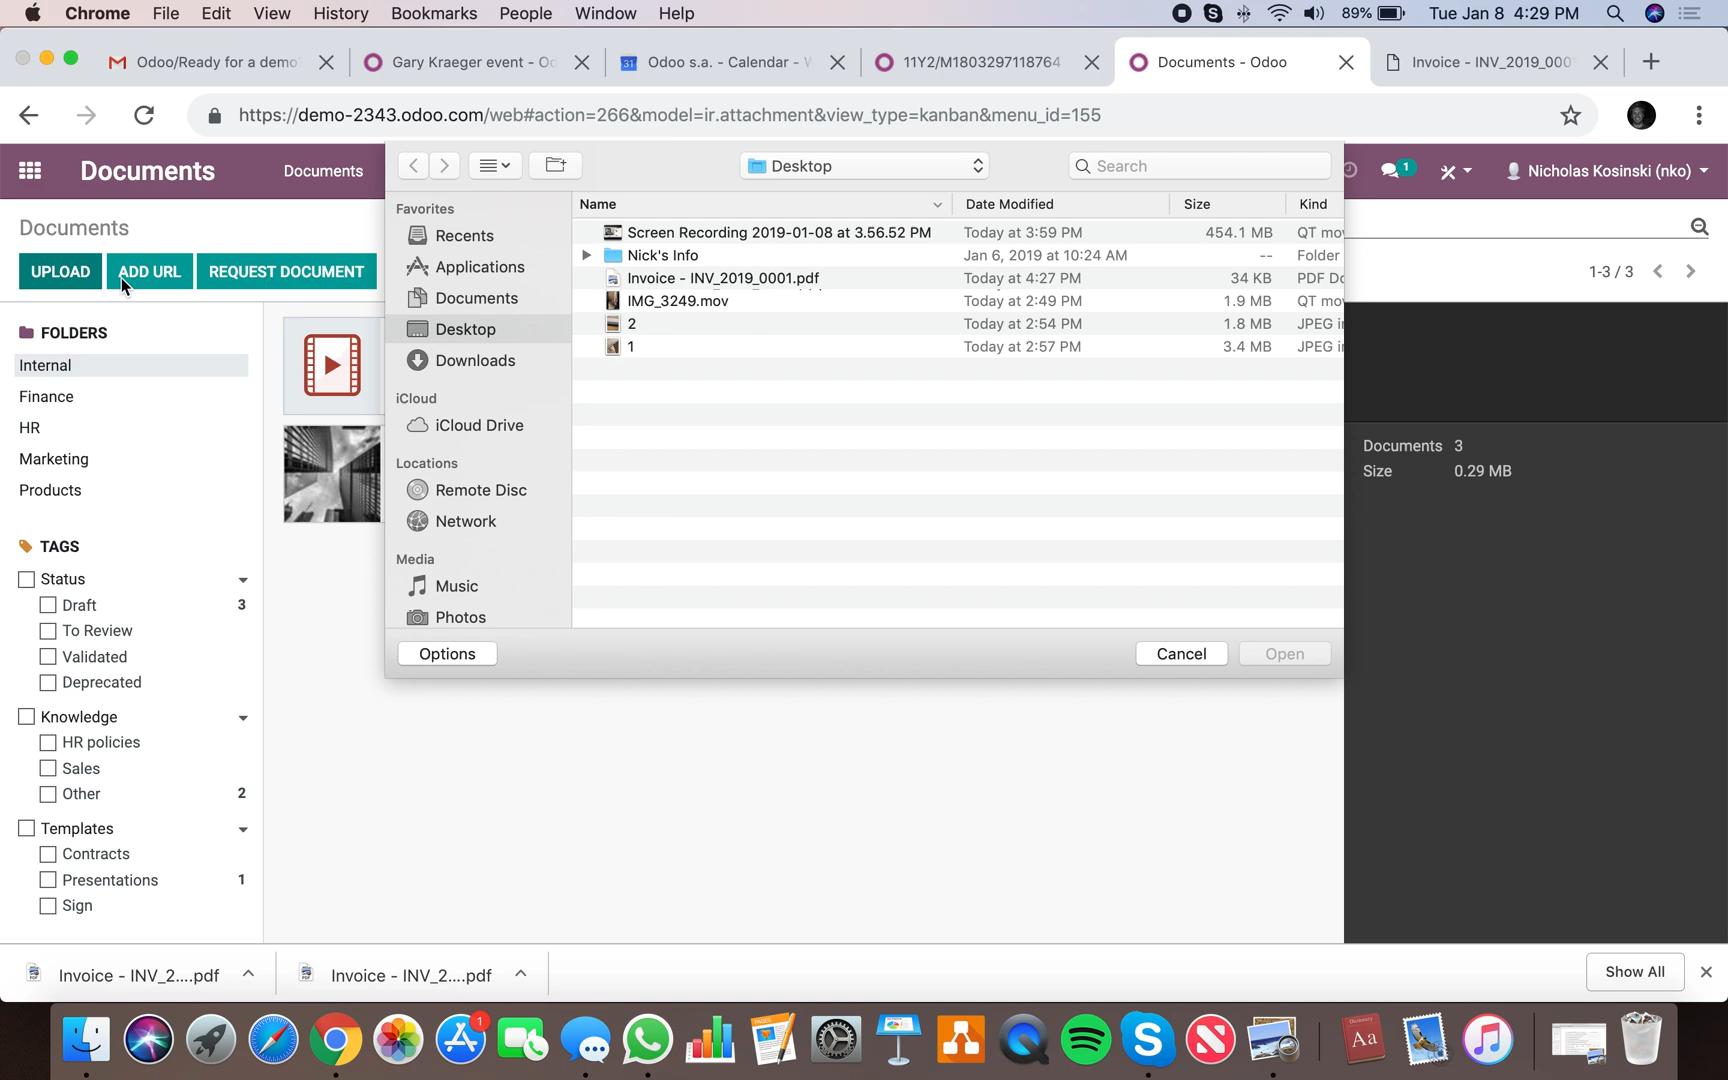 Chrome File Edit View History Bookmarks People Window Help 89% Tue Jan 8 4:29 PM
Odoo/Ready for a demo Gary Kraeger event - Od Odoo s.a. - Calendar - 11Y2/M1803297118764 Documents - Odoo Invoice - INV_2019_000
https://demo-2343.odoo.com/web#action=266&model=ir.attachment&view_type=kanban&menu_id=155
Documents Documents 1 Nicholas Kosinski (nko)
Documents
UPLOAD ADD URL REQUEST DOCUMENT 1-3 / 3
FOLDERS
Internal
Finance
HR
Marketing
Products
TAGS
Status
Draft 3
To Review
Validated
Deprecated
Knowledge
HR policies
Sales
Other 2
Templates
Contracts
Presentations 1
Sign
Desktop Search
Favorites
Recents
Applications
Documents
Desktop
Downloads
iCloud
iCloud Drive
Locations
Remote Disc
Network
Media
Music
Photos
Name Date Modified Size Kind
Screen Recording 2019-01-08 at 3.56.52 PM Today at 3:59 PM 454.1 MB QT mo
Nick's Info Jan 6, 2019 at 10:24 AM -- Folder
Invoice - INV_2019_0001.pdf Today at 4:27 PM 34 KB PDF Do
IMG_3249.mov Today at 2:49 PM 1.9 MB QT mo
2 Today at 2:54 PM 1.8 MB JPEG i
1 Today at 2:57 PM 3.4 MB JPEG i
Options Cancel Open
Documents 3
Size 0.29 MB
Invoice - INV_2....pdf Invoice - INV_2....pdf Show All
1